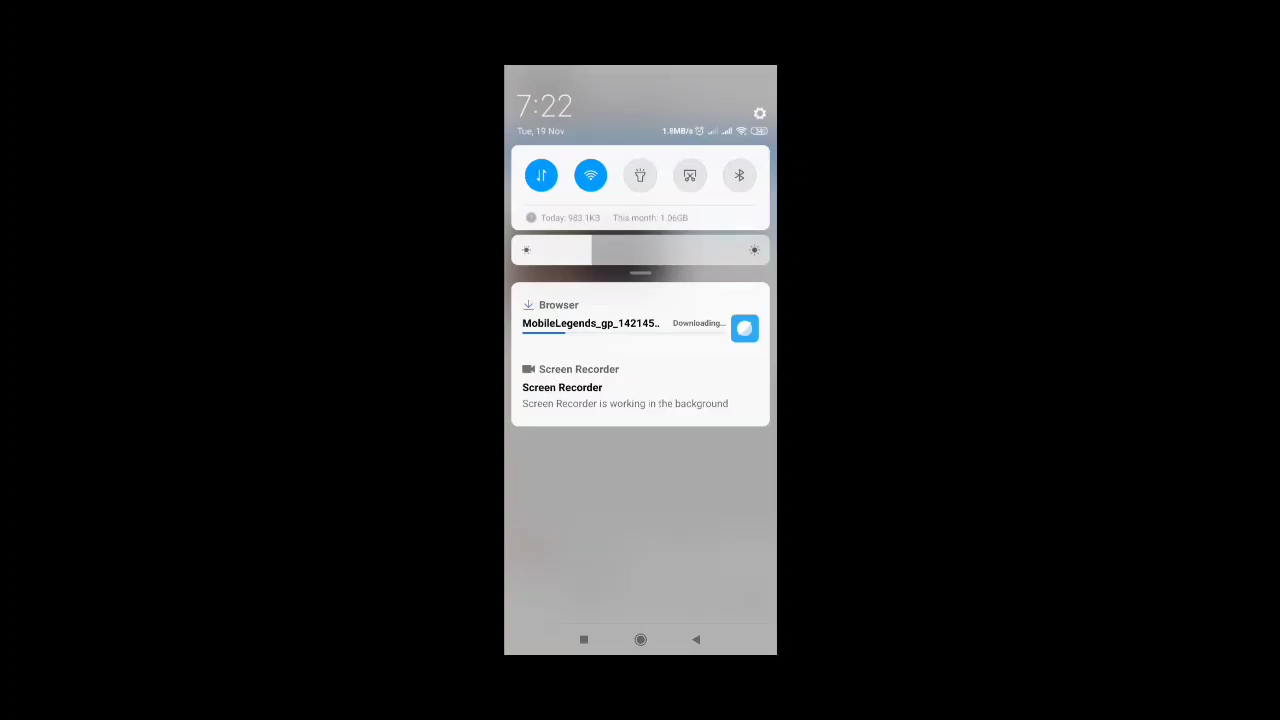 7:22
Tue, 19 Nov
1.8MB/s
Today: 983.1KB This month: 1.06GB
Browser
MobileLegends_gp_142145.. Downloading...
Screen Recorder
Screen Recorder
Screen Recorder is working in the background